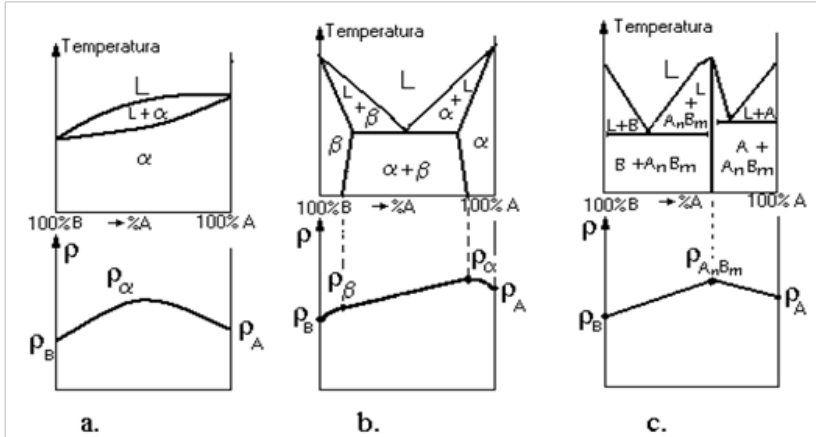 Temperatura
L
L + α
α
100%B → %A 100% A
ρ
ρα
ρB
ρA
a.
Temperatura
L
L + β
α + L
β
α + β
α
100% B → %A 100% A
ρ
ρβ
ρα
ρB
ρA
b.
Temperatura
L
L + AnBm
L+B
L+A
B + AnBm
A + AnBm
100% B → %A 100% A
ρ
ρAnBm
ρB
ρA
c.